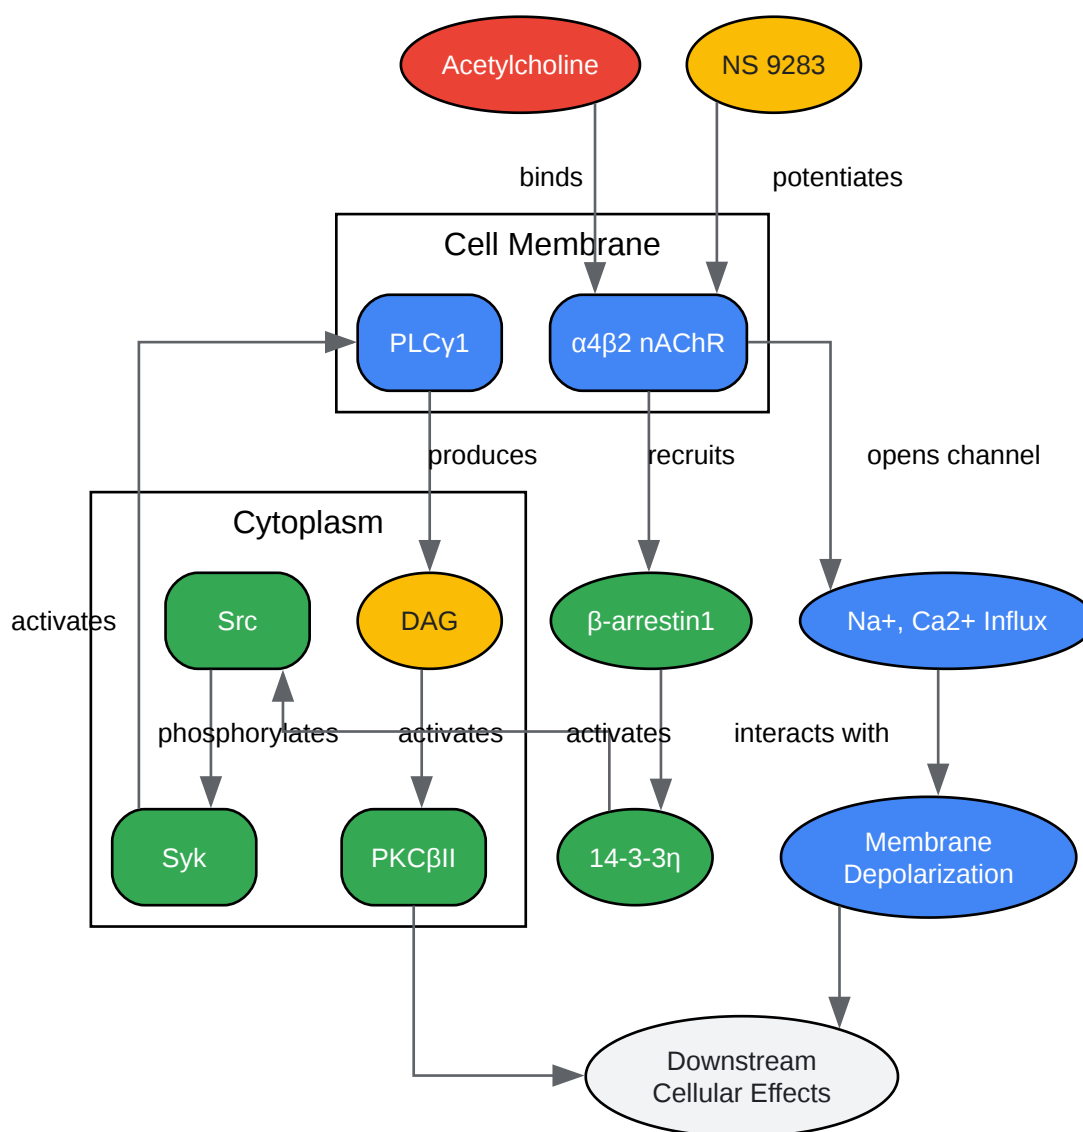 Acetylcholine
NS 9283
binds
potentiates
Cell Membrane
PLCγ1
α4β2 nAChR
produces
recruits
opens channel
Cytoplasm
activates
Src
DAG
β-arrestin1
Na+, Ca2+ Influx
phosphorylates
activates
activates
interacts with
Syk
PKCβII
14-3-3η
Membrane
Depolarization
Downstream
Cellular Effects